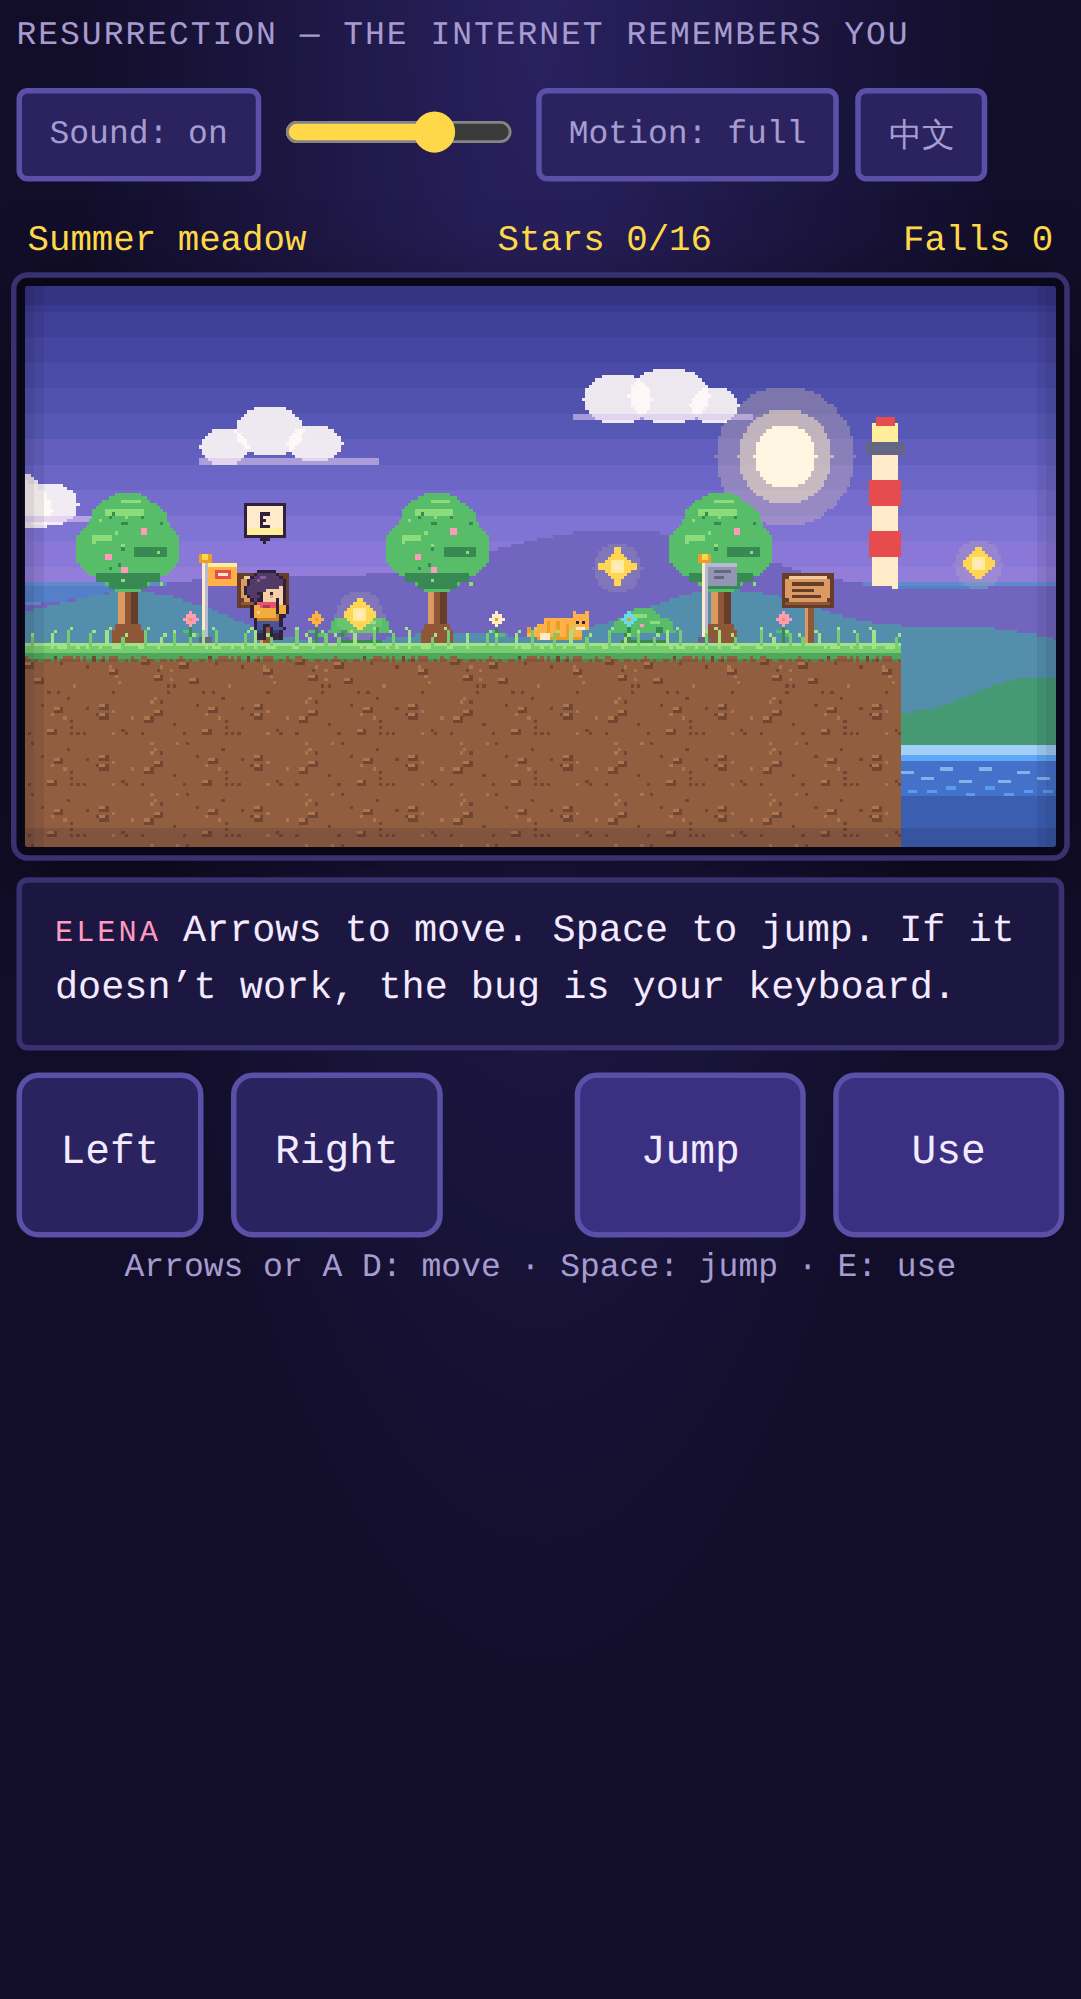 RESURRECTION — THE INTERNET REMEMBERS YOU
Sound: on
Motion: full
中文
Summer meadow
Stars 0/16
Falls 0
E
ELENA Arrows to move. Space to jump. If it
doesn’t work, the bug is your keyboard.
Left
Right
Jump
Use
Arrows or A D: move · Space: jump · E: use